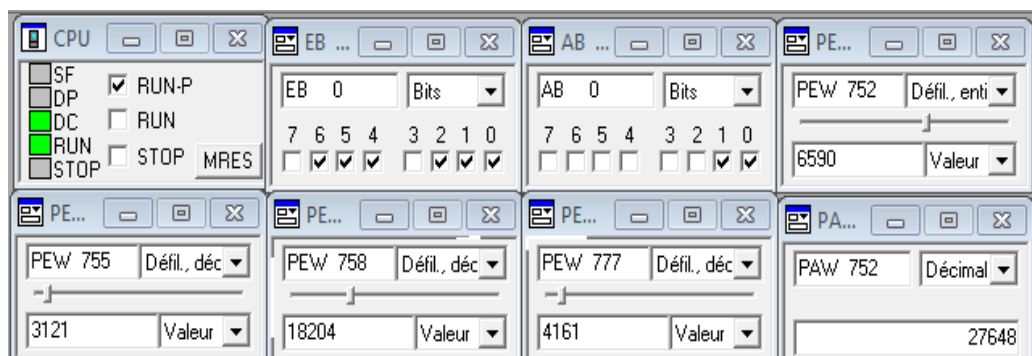 CPU
SF
DP
DC
RUN
STOP
RUN-P
RUN
STOP
MRES
EB ...
EB 0
Bits
7 6 5 4 3 2 1 0
AB ...
AB 0
Bits
7 6 5 4 3 2 1 0
PE...
PEW 752
Défil., enti
6590
Valeur
PE...
PEW 755
Défil., déc
3121
Valeur
PE...
PEW 758
Défil., déc
18204
Valeur
PE...
PEW 777
Défil., déc
4161
Valeur
PA...
PAW 752
Décimal
27648